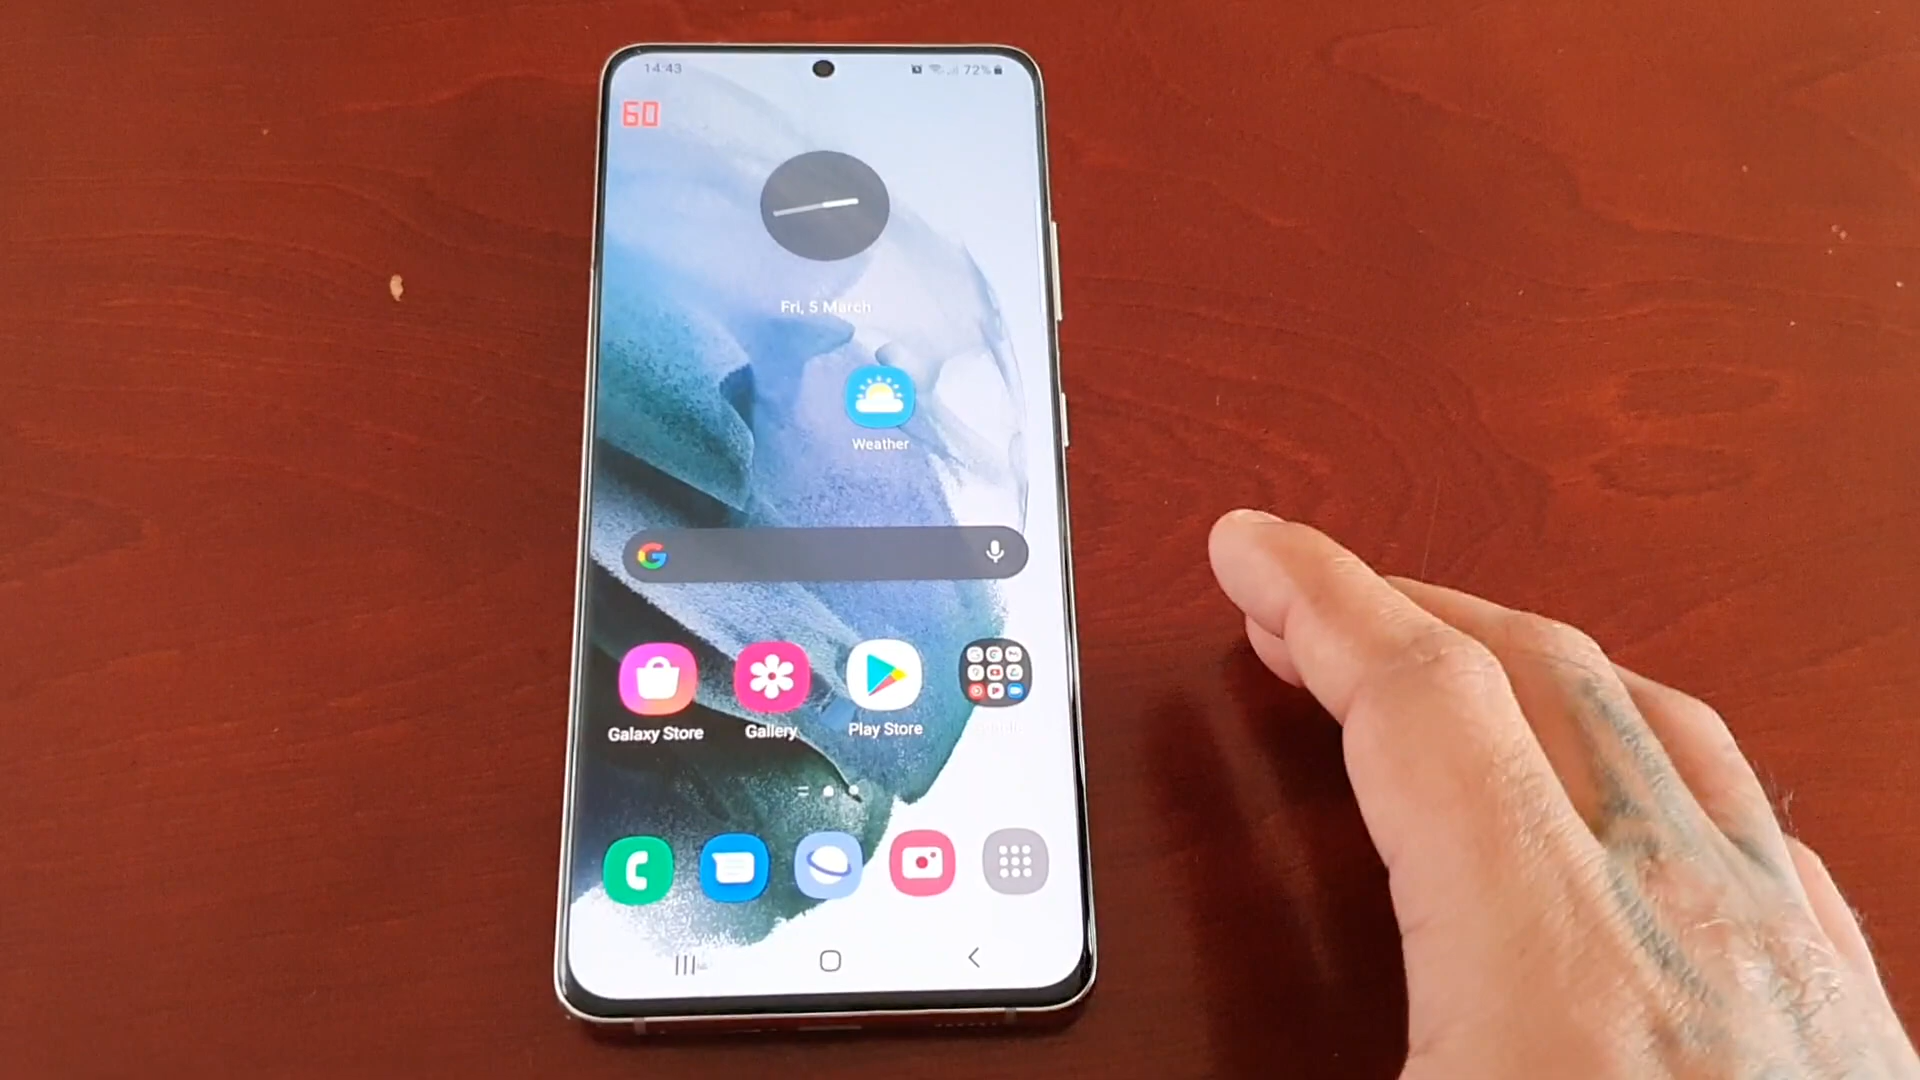 14:43
72%
60
Fri, 5 March
Weather
Galaxy Store
Gallery
Play Store